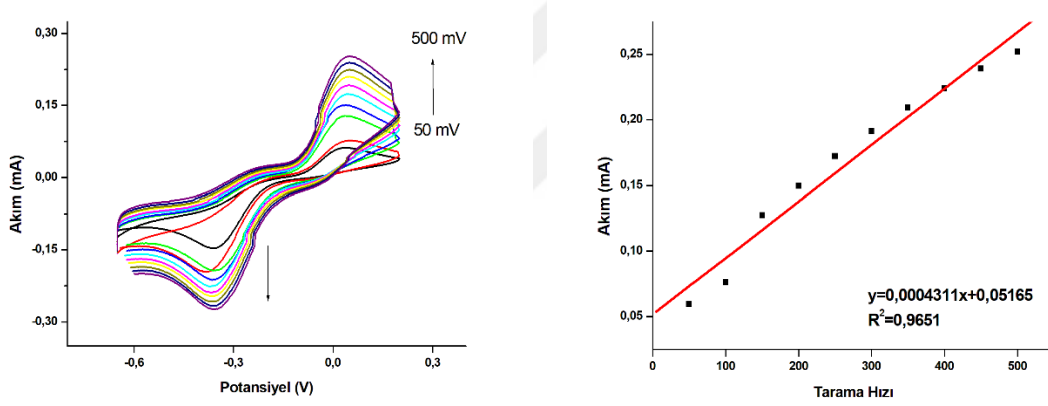 0,30
0,15
0,00
-0,15
-0,30
Akım (mA)
-0,6
-0,3
0,0
0,3
Potansiyel (V)
500 mV
50 mV
0,25
0,20
0,15
0,10
0,05
Akım (mA)
0
100
200
300
400
500
Tarama Hızı
y=0,0004311x+0,05165
R²=0,9651